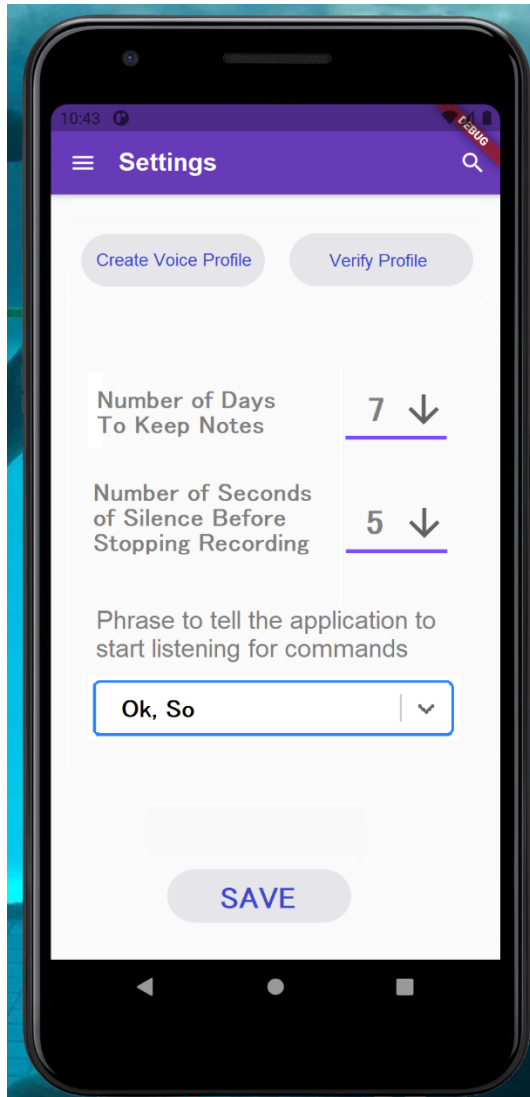 10:43
DEBUG
Settings
Create Voice Profile
Verify Profile
Number of Days
To Keep Notes
7
Number of Seconds
of Silence Before
Stopping Recording
5
Phrase to tell the application to
start listening for commands
Ok, So
SAVE